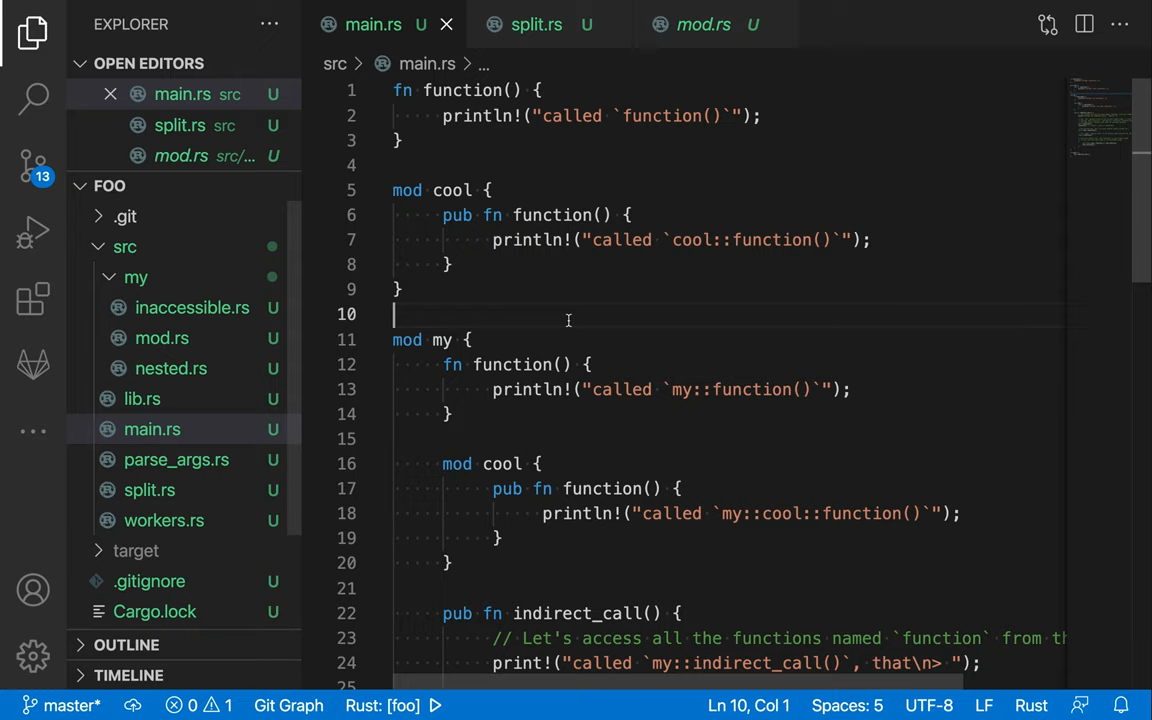 EXPLORER ...
main.rs U
split.rs U
mod.rs U
...
OPEN EDITORS
main.rs src U
split.rs src U
mod.rs src/... U
13
FOO
.git
src
my
inaccessible.rs U
mod.rs U
nested.rs U
lib.rs U
main.rs U
parse_args.rs U
split.rs U
workers.rs U
target
.gitignore U
Cargo.lock U
OUTLINE
TIMELINE
src > main.rs > ...
1 fn function() {
2 println!("called `function()`");
3 }
4
5 mod cool {
6 pub fn function() {
7 println!("called `cool::function()`");
8 }
9 }
10
11 mod my {
12 fn function() {
13 println!("called `my::function()`");
14 }
15
16 mod cool {
17 pub fn function() {
18 println!("called `my::cool::function()`");
19 }
20 }
21
22 pub fn indirect_call() {
23 // Let's access all the functions named `function` from th
24 print!("called `my::indirect_call()`, that\n> ");
25
master* 0 1 Git Graph Rust: [foo] Ln 10, Col 1 Spaces: 5 UTF-8 LF Rust